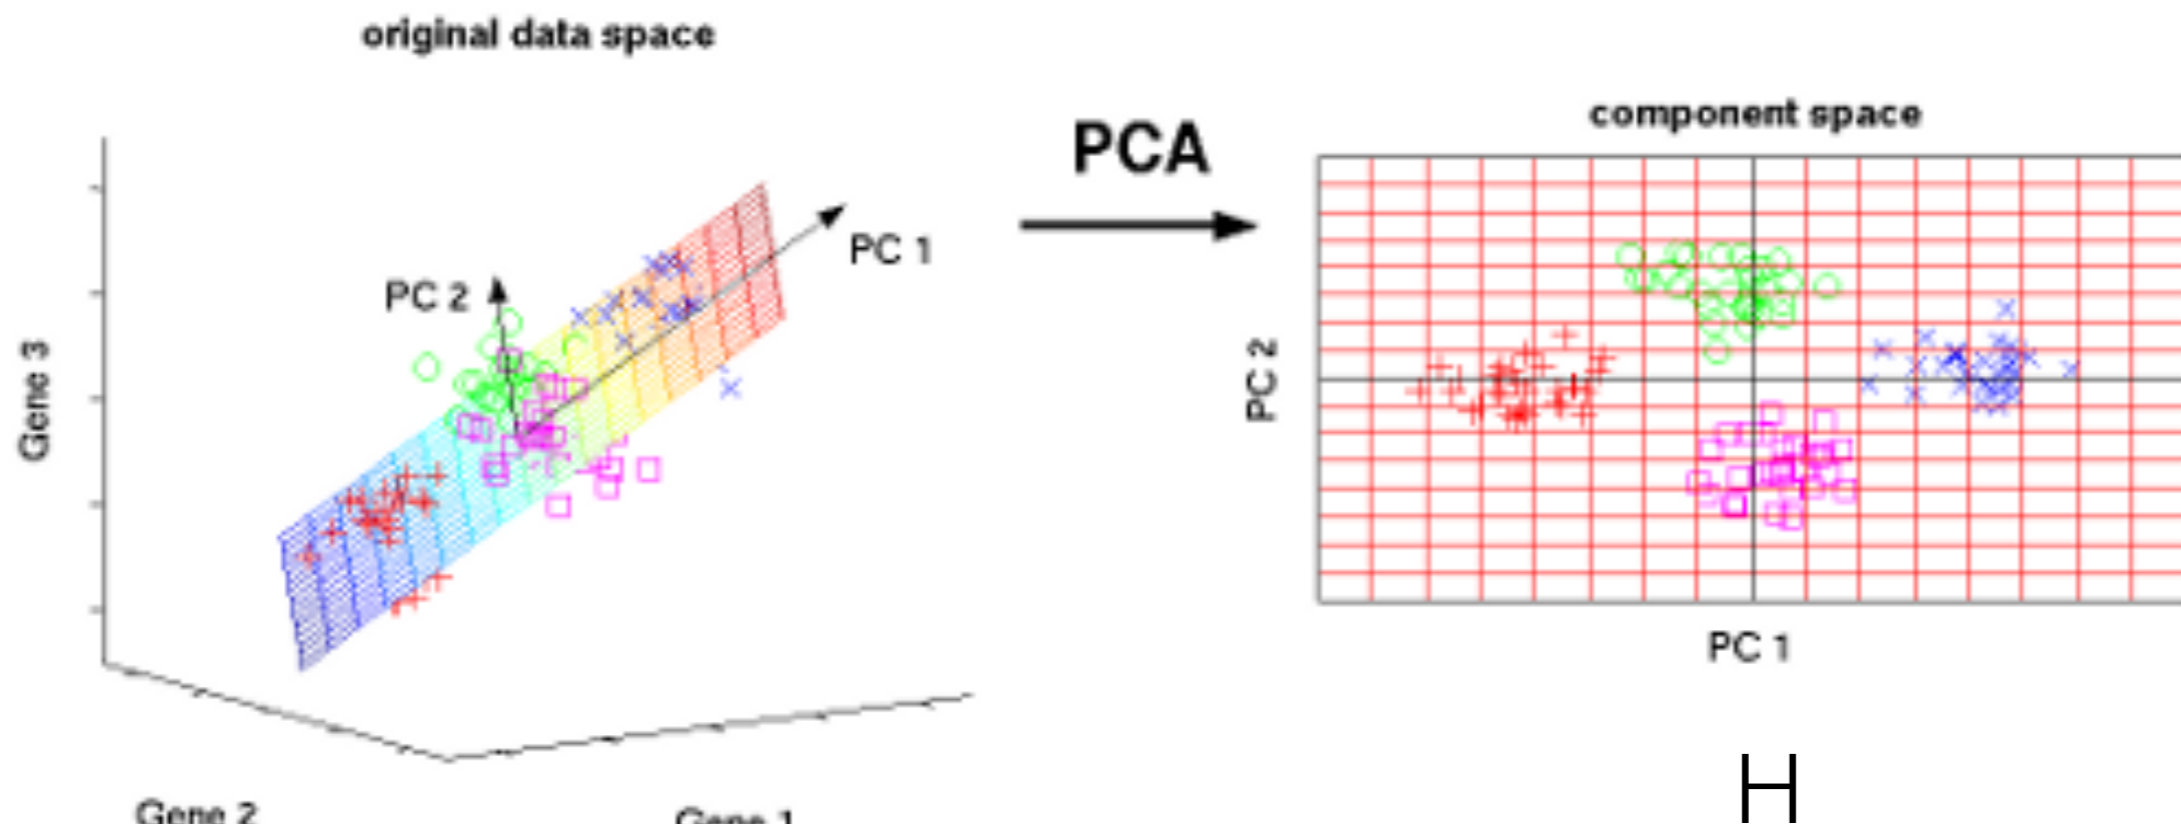 original data space
component space
PCA
PC 1
PC 2
Gene 3
PC 2
PC 1
Gene 2
Gene 1
H